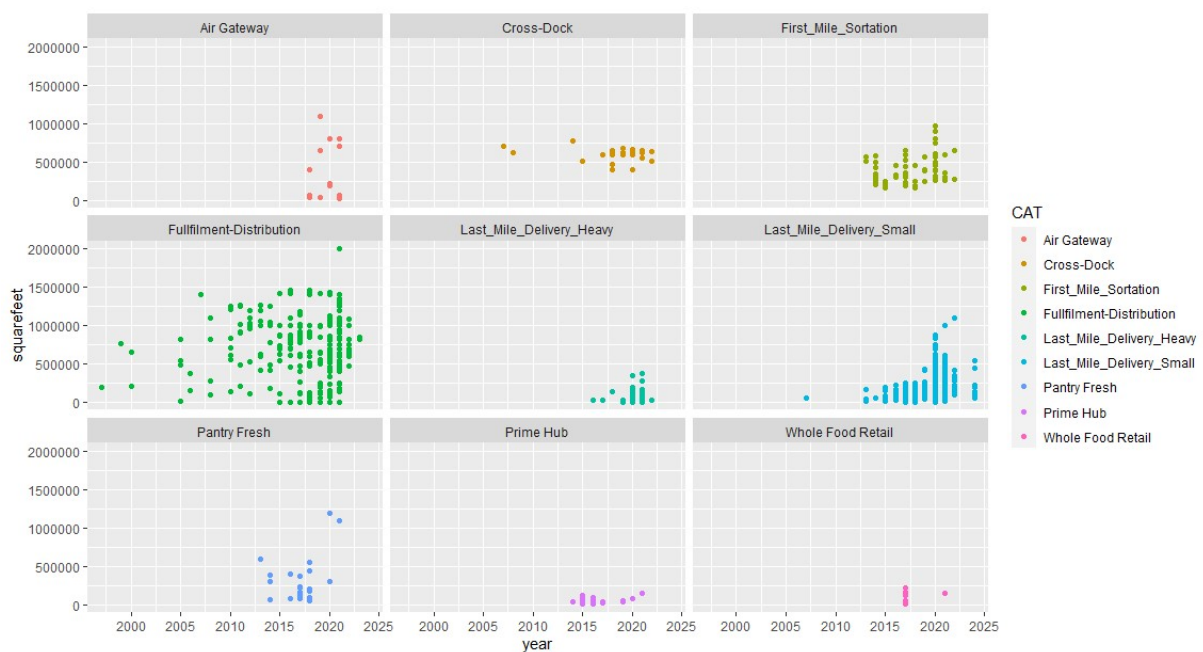 Air Gateway
Cross-Dock
First_Mile_Sortation
2000000
1500000
1000000
500000
0
Fullfilment-Distribution
Last_Mile_Delivery_Heavy
Last_Mile_Delivery_Small
2000000
1500000
1000000
500000
0
squarefeet
Pantry Fresh
Prime Hub
Whole Food Retail
2000000
1500000
1000000
500000
0
2000 2005 2010 2015 2020 2025
2000 2005 2010 2015 2020 2025
2000 2005 2010 2015 2020 2025
year
CAT
Air Gateway
Cross-Dock
First_Mile_Sortation
Fullfilment-Distribution
Last_Mile_Delivery_Heavy
Last_Mile_Delivery_Small
Pantry Fresh
Prime Hub
Whole Food Retail